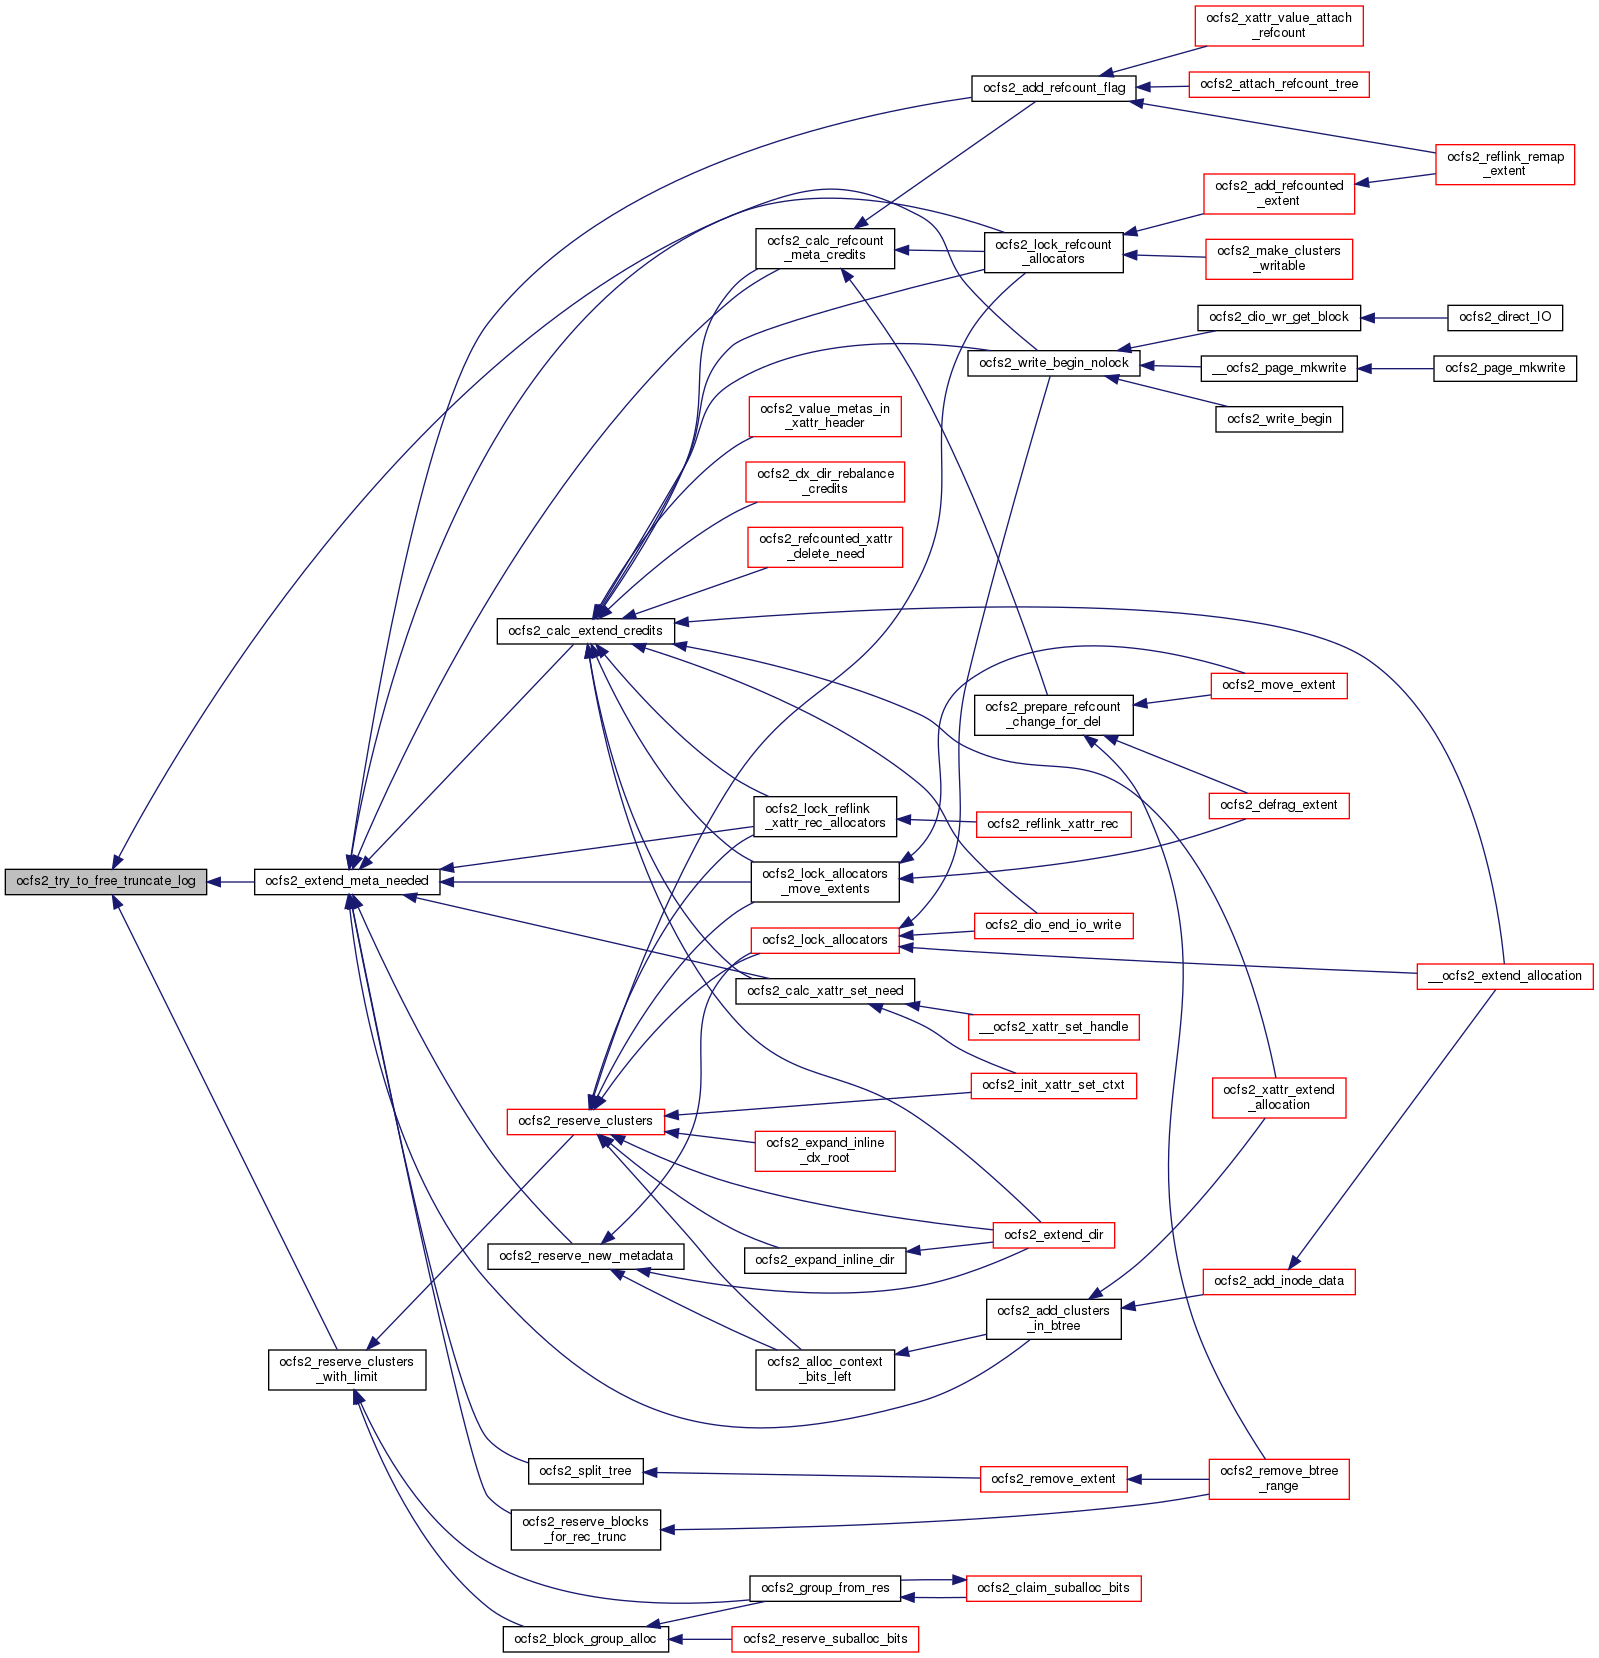 ocfs2_xattr_value_attach
_refcount
ocfs2_add_refcount_flag
ocfs2_attach_refcount_tree
ocfs2_reflink_remap
_extent
ocfs2_add_refcounted
_extent
ocfs2_calc_refcount
_meta_credits
ocfs2_lock_refcount
_allocators
ocfs2_make_clusters
_writable
ocfs2_dio_wr_get_block
ocfs2_direct_IO
ocfs2_write_begin_nolock
__ocfs2_page_mkwrite
ocfs2_page_mkwrite
ocfs2_write_begin
ocfs2_value_metas_in
_xattr_header
ocfs2_dx_dir_rebalance
_credits
ocfs2_refcounted_xattr
_delete_need
ocfs2_calc_extend_credits
ocfs2_move_extent
ocfs2_prepare_refcount
_change_for_del
ocfs2_defrag_extent
ocfs2_lock_reflink
_xattr_rec_allocators
ocfs2_reflink_xattr_rec
ocfs2_try_to_free_truncate_log
ocfs2_extend_meta_needed
ocfs2_lock_allocators
_move_extents
ocfs2_dio_end_io_write
ocfs2_lock_allocators
__ocfs2_extend_allocation
ocfs2_calc_xattr_set_need
__ocfs2_xattr_set_handle
ocfs2_init_xattr_set_ctxt
ocfs2_xattr_extend
_allocation
ocfs2_reserve_clusters
ocfs2_expand_inline
_dx_root
ocfs2_extend_dir
ocfs2_reserve_new_metadata
ocfs2_expand_inline_dir
ocfs2_add_inode_data
ocfs2_add_clusters
_in_btree
ocfs2_reserve_clusters
_with_limit
ocfs2_alloc_context
_bits_left
ocfs2_split_tree
ocfs2_remove_extent
ocfs2_remove_btree
_range
ocfs2_reserve_blocks
_for_rec_trunc
ocfs2_group_from_res
ocfs2_claim_suballoc_bits
ocfs2_block_group_alloc
ocfs2_reserve_suballoc_bits